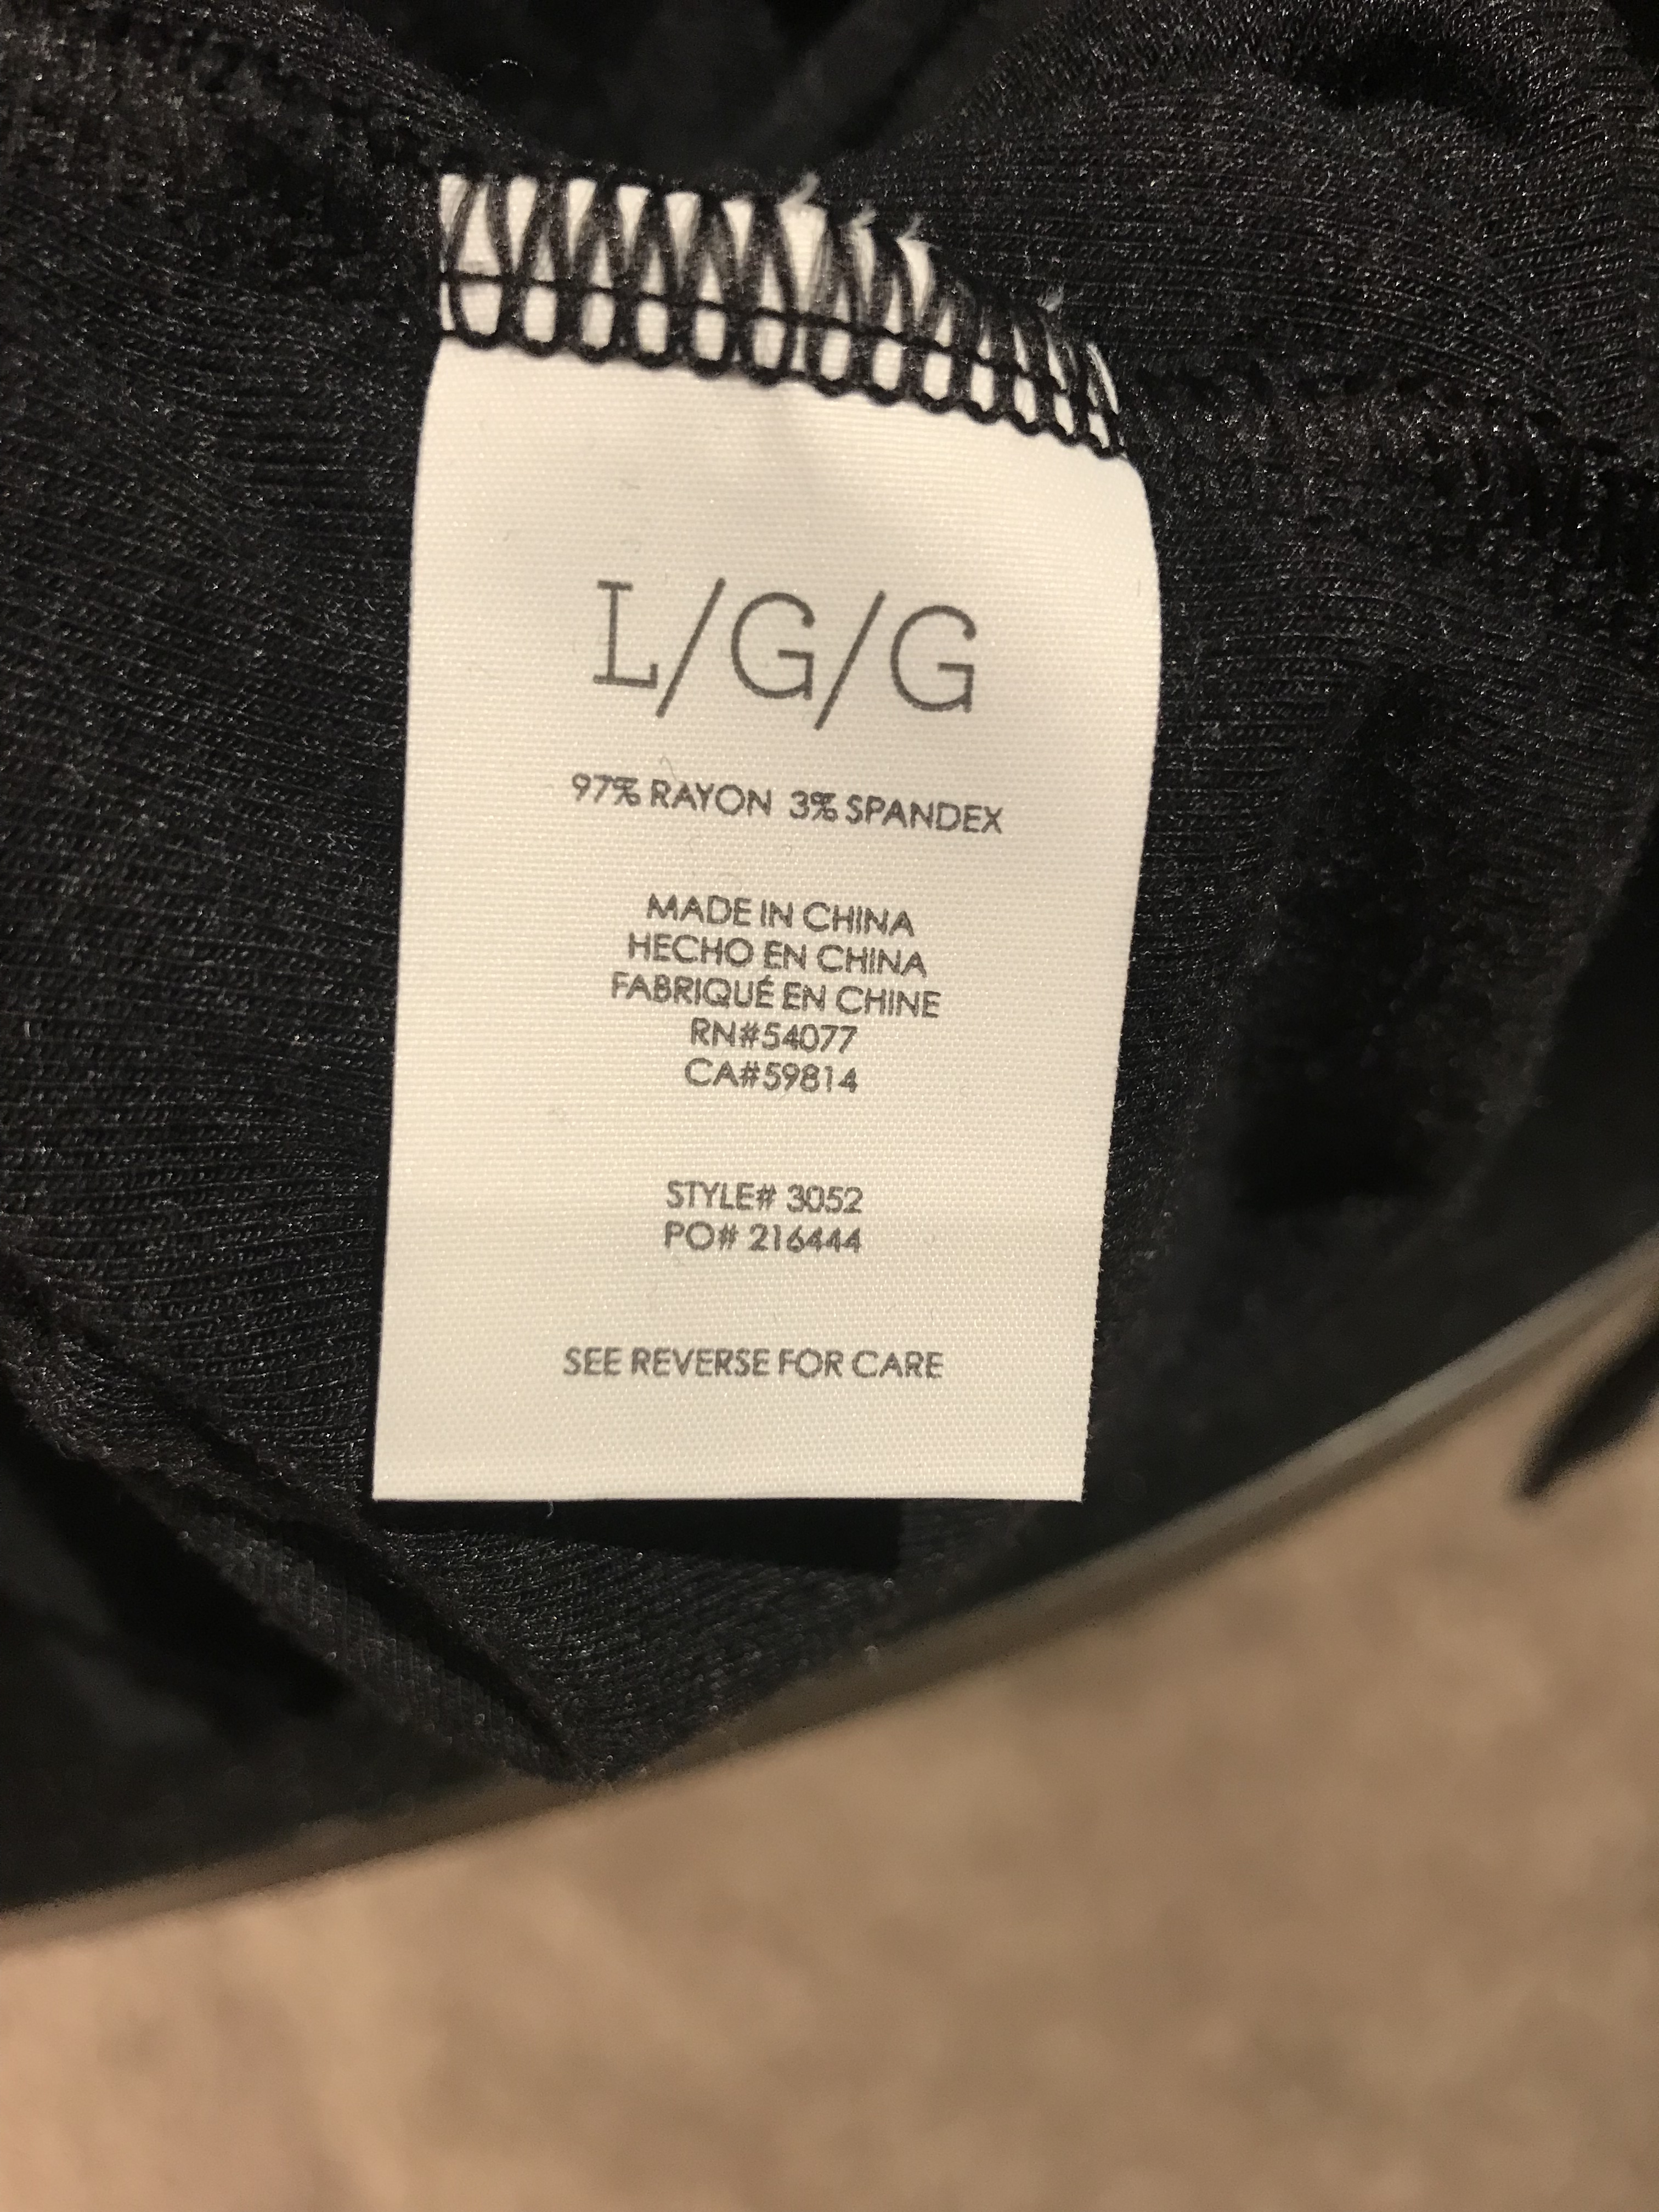 L/G/G
97% RAYON 3% SPANDEX
MADE IN CHINA
HECHO EN CHINA
FABRIQUÉ EN CHINE
RN#54077
CA#59814
STYLE# 3052
PO# 216444
SEE REVERSE FOR CARE